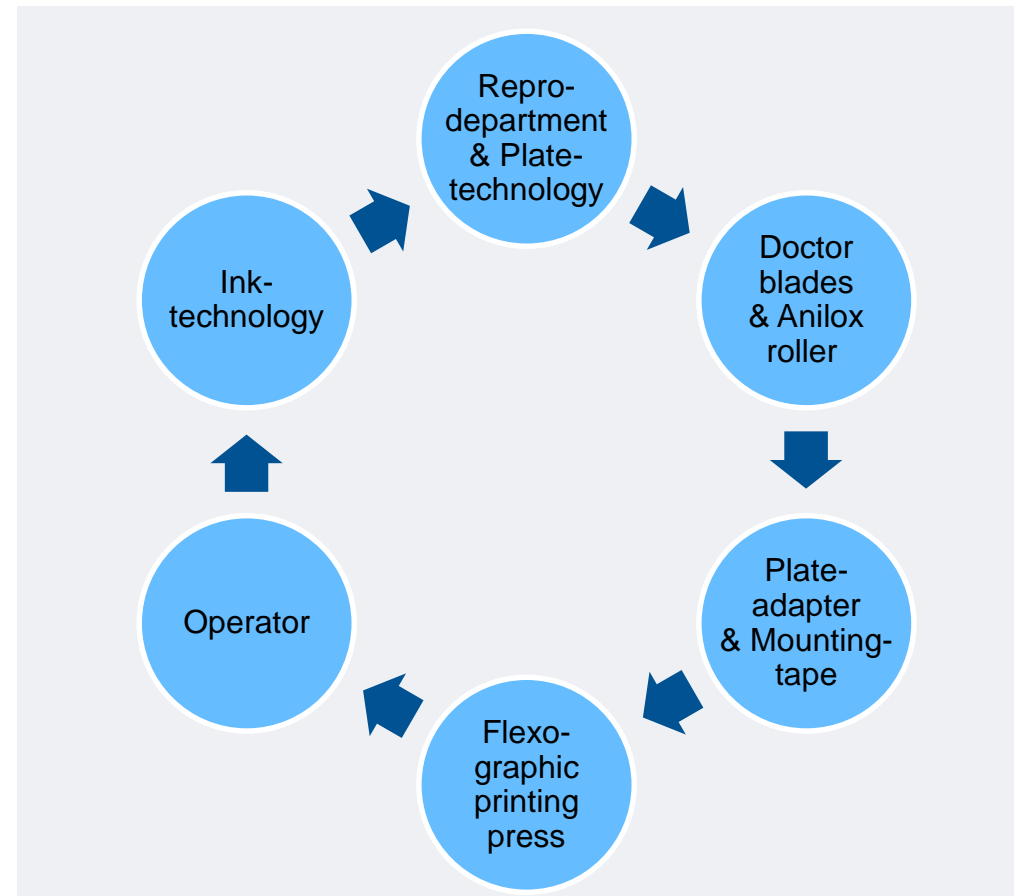 Repro-
department
& Plate-
technology
Doctor
blades
& Anilox
roller
Plate-
adapter
& Mounting-
tape
Flexo-
graphic
printing
press
Operator
Ink-
technology